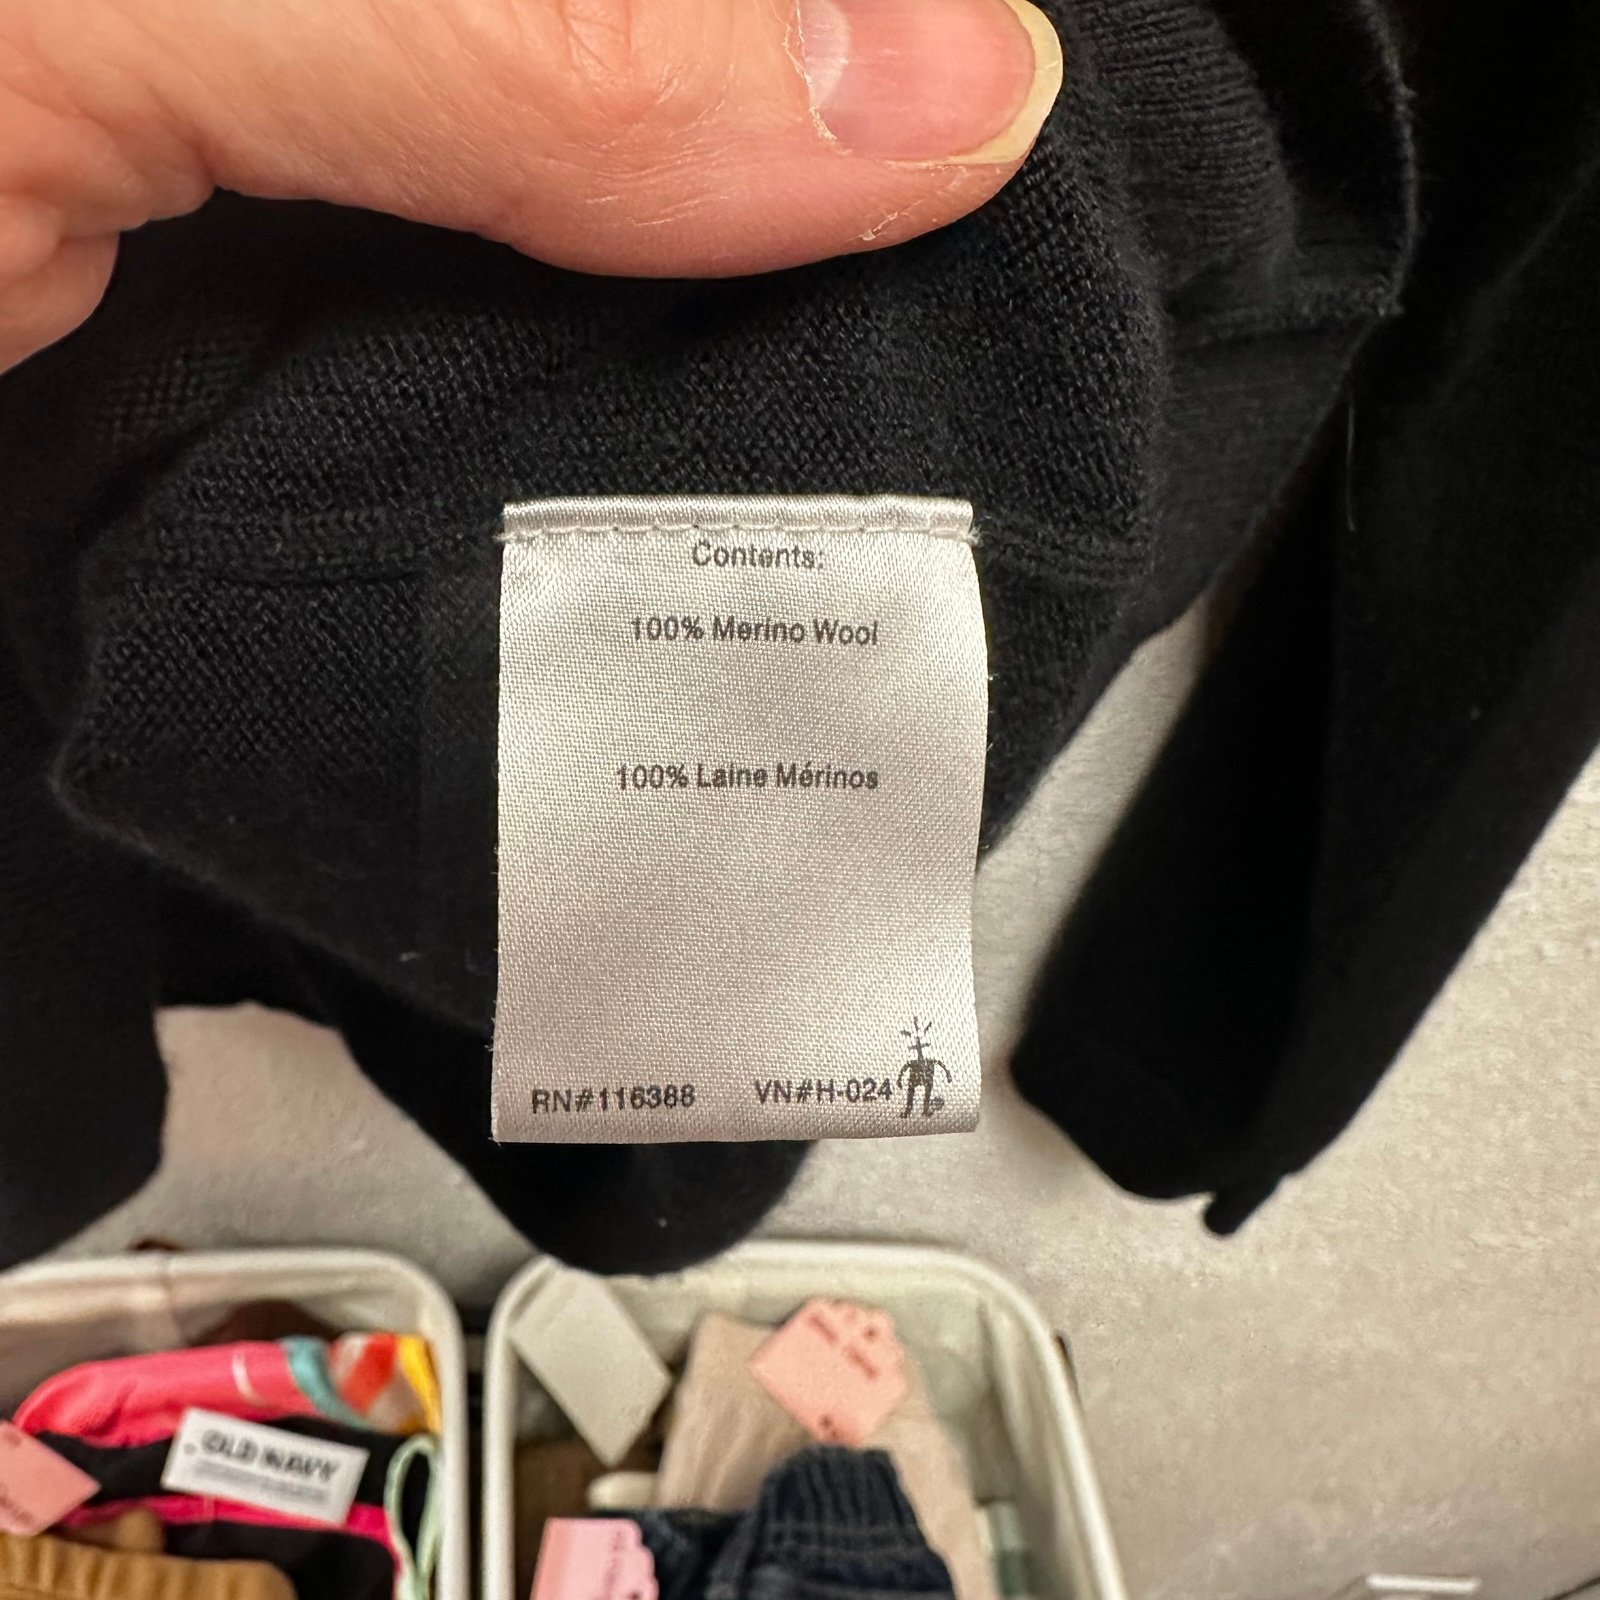 Contents:
100% Merino Wool
100% Laine Mérinos
RN#116388 VN#H-024
OLD NAVY